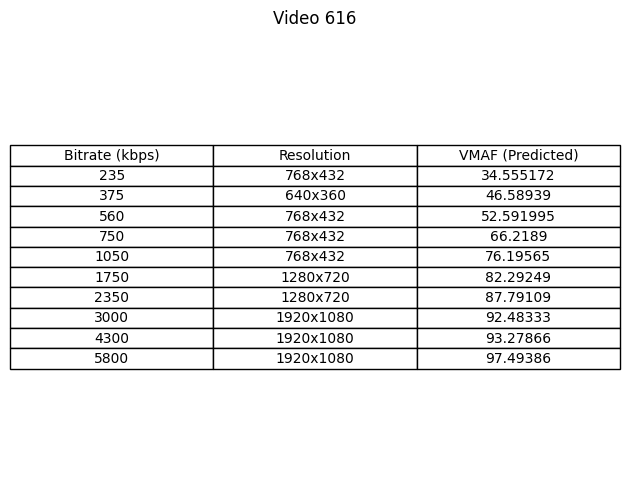 Video 616
Bitrate (kbps) Resolution VMAF (Predicted)
235 768x432 34.555172
375 640x360 46.58939
560 768x432 52.591995
750 768x432 66.2189
1050 768x432 76.19565
1750 1280x720 82.29249
2350 1280x720 87.79109
3000 1920x1080 92.48333
4300 1920x1080 93.27866
5800 1920x1080 97.49386